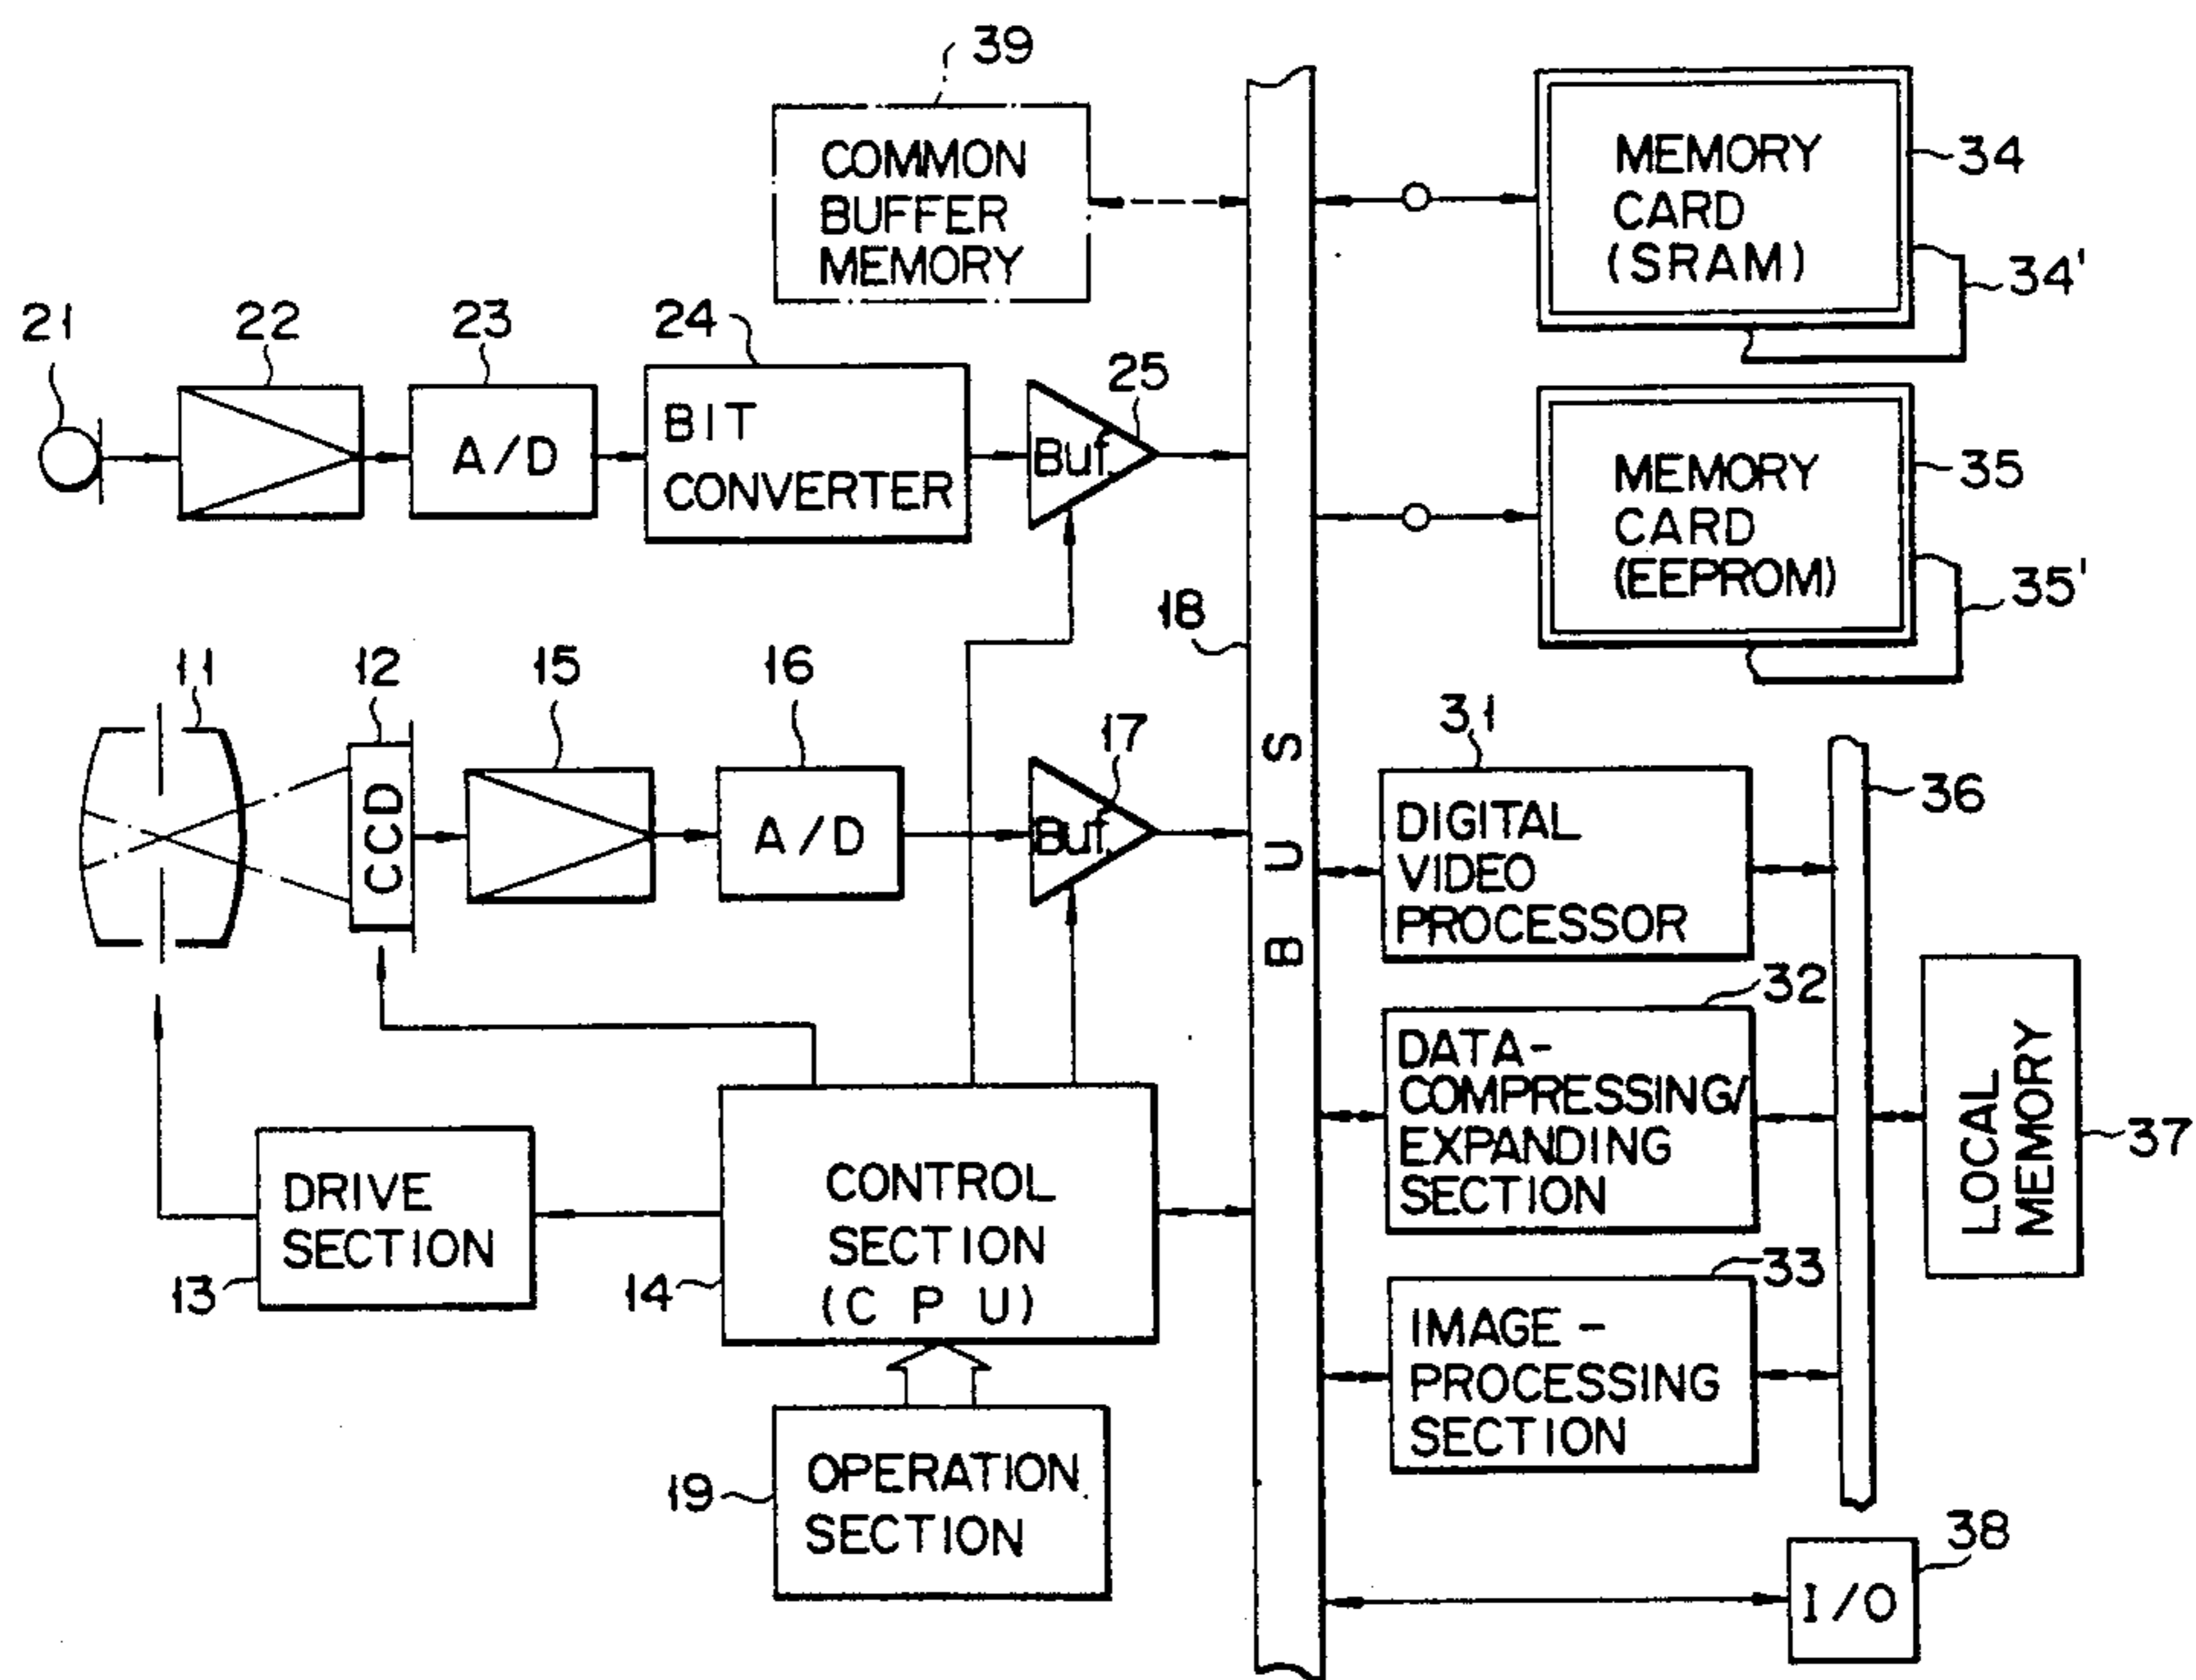 39
COMMON
BUFFER
MEMORY
MEMORY
CARD
(SRAM)
34
34'
21
22
23
24
25
A/D
BIT
CONVERTER
Buf.
MEMORY
CARD
(EEPROM)
35
35'
18
BUS
11
12
15
16
17
CCD
A/D
Buf.
31
DIGITAL
VIDEO
PROCESSOR
36
32
DATA-
COMPRESSING/
EXPANDING
SECTION
LOCAL
MEMORY
37
DRIVE
SECTION
13
CONTROL
SECTION
(CPU)
14
33
IMAGE-
PROCESSING
SECTION
OPERATION
SECTION
19
38
I/O